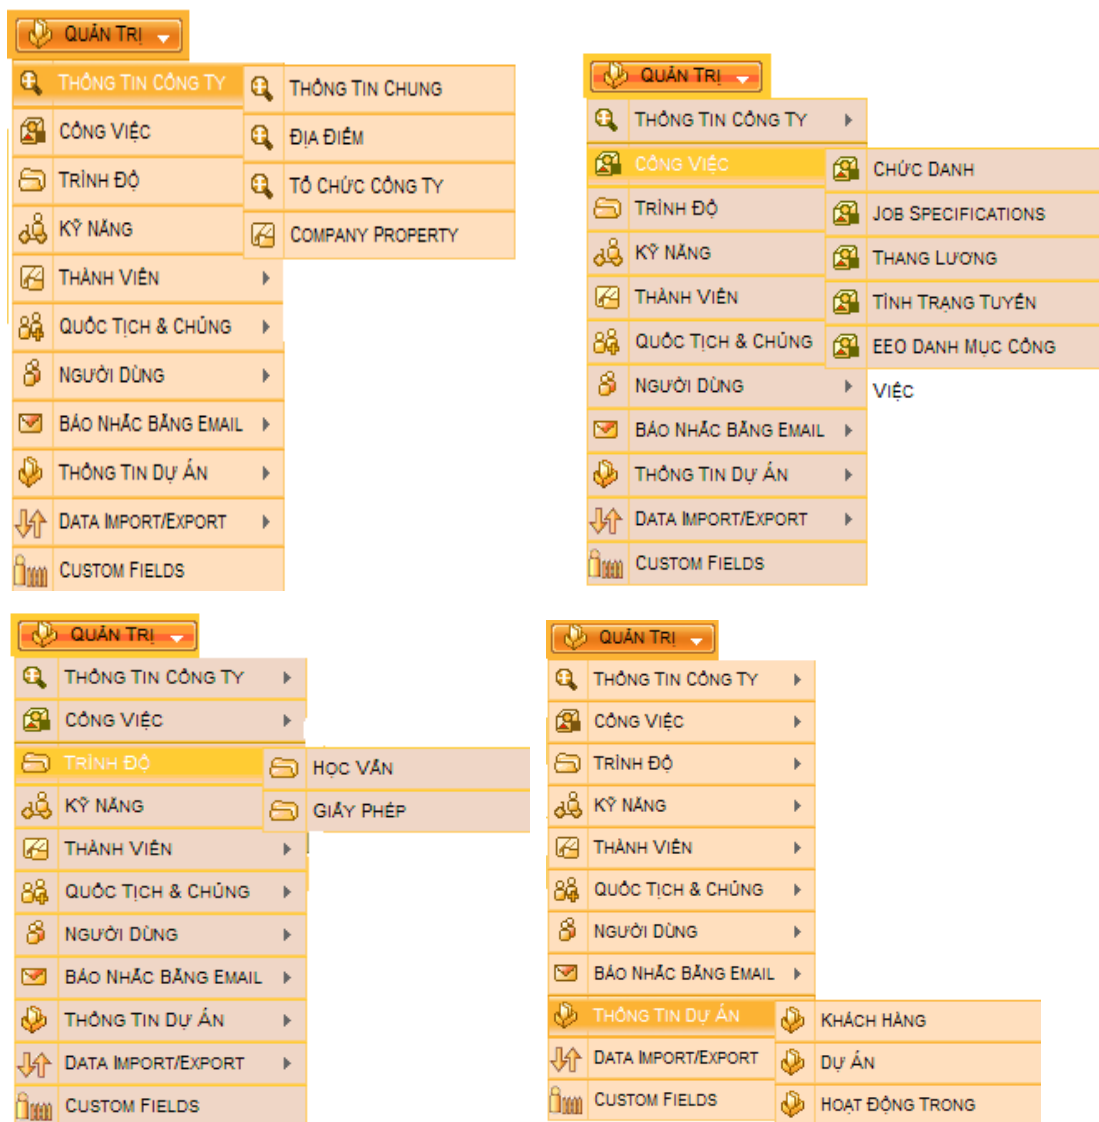 Quản Trị
Thông Tin Công Ty
Thông Tin Chung
Công Việc
Địa Điểm
Trình Độ
Tổ Chức Công Ty
Kỹ Năng
Company Property
Thành Viên
Quốc Tịch & Chủng
Người Dùng
Báo Nhắc Bằng Email
Thông Tin Dự Án
Data Import/Export
Custom Fields
Quản Trị
Thông Tin Công Ty
Công Việc
Chức Danh
Trình Độ
Job Specifications
Kỹ Năng
Thang Lương
Thành Viên
Tình Trạng Tuyển
Quốc Tịch & Chủng
EEO Danh Mục Công
Người Dùng
Việc
Báo Nhắc Bằng Email
Thông Tin Dự Án
Data Import/Export
Custom Fields
Quản Trị
Thông Tin Công Ty
Công Việc
Trình Độ
Học Vấn
Kỹ Năng
Giấy Phép
Thành Viên
Quốc Tịch & Chủng
Người Dùng
Báo Nhắc Bằng Email
Thông Tin Dự Án
Data Import/Export
Custom Fields
Quản Trị
Thông Tin Công Ty
Công Việc
Trình Độ
Kỹ Năng
Thành Viên
Quốc Tịch & Chủng
Người Dùng
Báo Nhắc Bằng Email
Thông Tin Dự Án
Khách Hàng
Data Import/Export
Dự Án
Custom Fields
Hoạt Động Trong